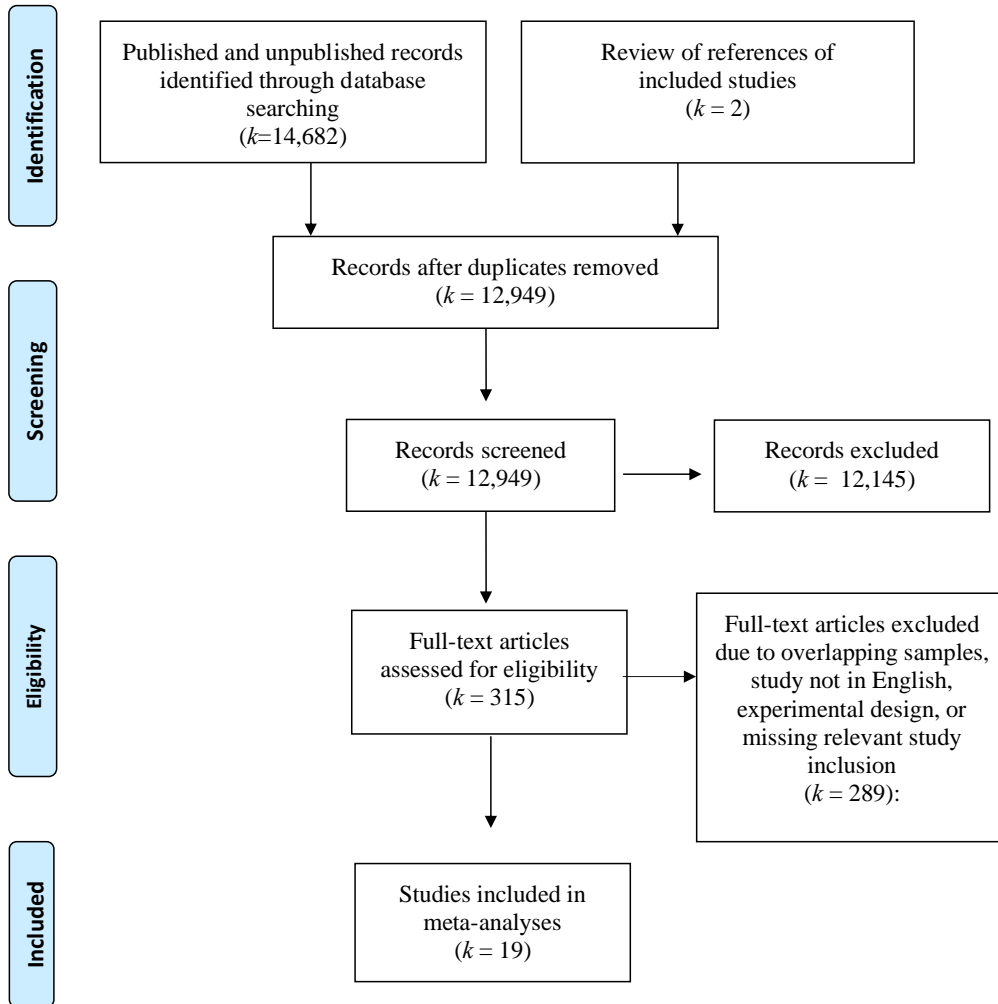 Identification
Published and unpublished records
identified through database
searching
(k=14,682)
Review of references of
included studies
(k = 2)
Records after duplicates removed
(k = 12,949)
Screening
Records screened
(k = 12,949)
Records excluded
(k = 12,145)
Eligibility
Full-text articles
assessed for eligibility
(k = 315)
Full-text articles excluded
due to overlapping samples,
study not in English,
experimental design, or
missing relevant study
inclusion
(k = 289):
Included
Studies included in
meta-analyses
(k = 19)